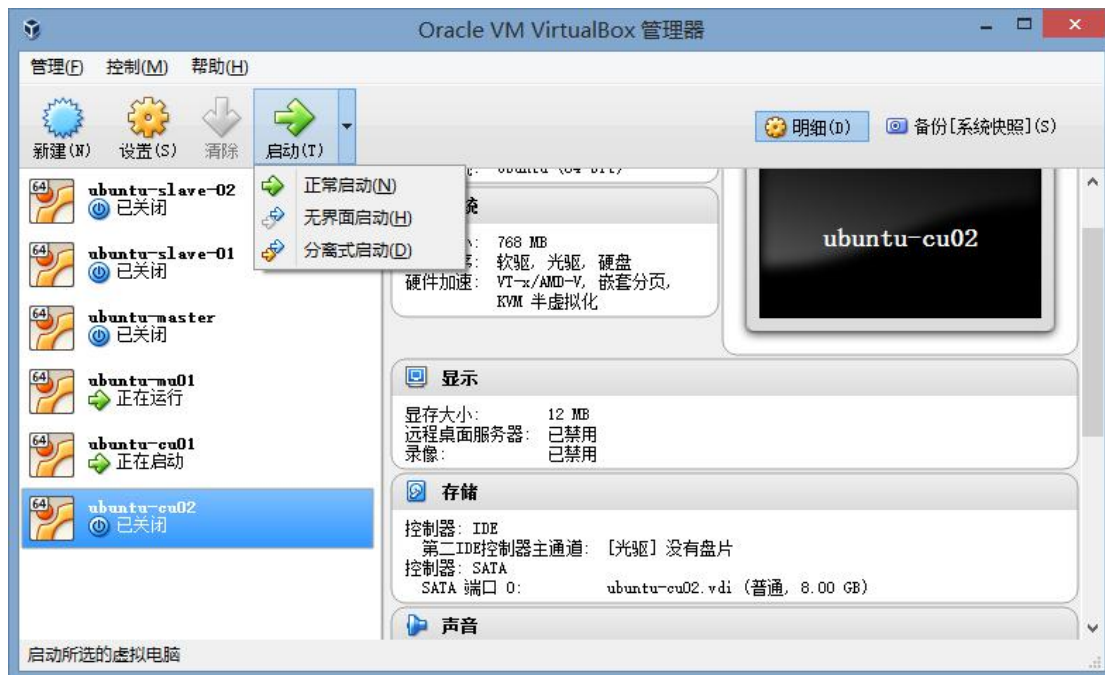 Oracle VM VirtualBox 管理器
管理(F) 控制(M) 帮助(H)
新建(N) 设置(S) 清除 启动(T)
明细(D) 备份[系统快照](S)
正常启动(N)
无界面启动(H)
分离式启动(D)
64 ubuntu-slave-02
已关闭
64 ubuntu-slave-01
已关闭
64 ubuntu-master
已关闭
64 ubuntu-mu01
正在运行
64 ubuntu-cu01
正在启动
64 ubuntu-cu02
已关闭
统
768 MB
软驱, 光驱, 硬盘
硬件加速: VT-x/AMD-V, 嵌套分页,
KVM 半虚拟化
ubuntu-cu02
显示
显存大小: 12 MB
远程桌面服务器: 已禁用
录像: 已禁用
存储
控制器: IDE
第二IDE控制器主通道: [光驱] 没有盘片
控制器: SATA
SATA 端口 0: ubuntu-cu02.vdi (普通, 8.00 GB)
声音
启动所选的虚拟电脑